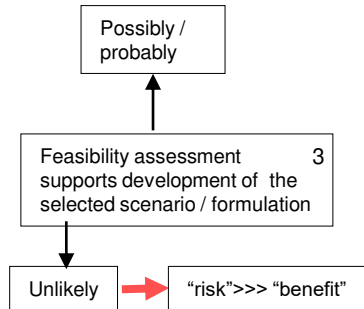 Possibly /
probably
Feasibility assessment 3
supports development of the
selected scenario / formulation
Unlikely
“risk”>>> “benefit”